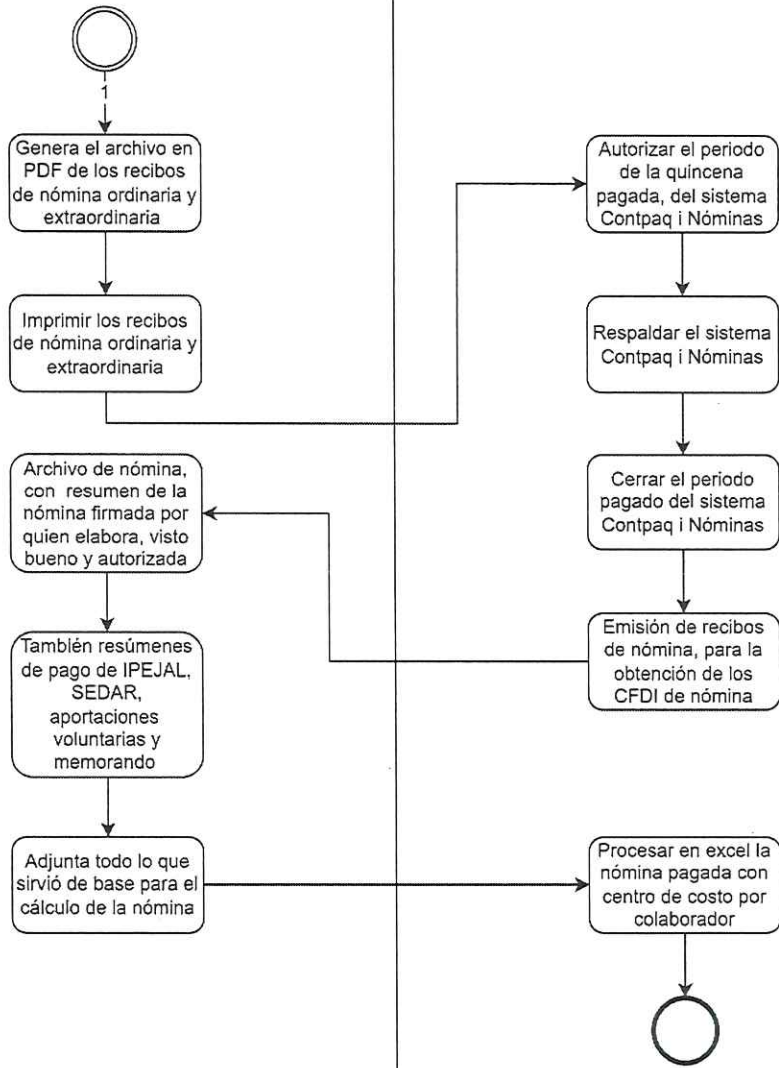 1
Genera el archivo en
PDF de los recibos
de nómina ordinaria y
extraordinaria
Imprimir los recibos
de nómina ordinaria y
extraordinaria
Autorizar el periodo
de la quincena
pagada, del sistema
Contpaq i Nóminas
Respaldar el sistema
Contpaq i Nóminas
Cerrar el periodo
pagado del sistema
Contpaq i Nóminas
Emisión de recibos
de nómina, para la
obtención de los
CFDI de nómina
Archivo de nómina,
con resumen de la
nómina firmada por
quien elabora, visto
bueno y autorizada
También resúmenes
de pago de IPEJAL,
SEDAR,
aportaciones
voluntarias y
memorando
Adjunta todo lo que
sirvió de base para el
cálculo de la nómina
Procesar en excel la
nómina pagada con
centro de costo por
colaborador